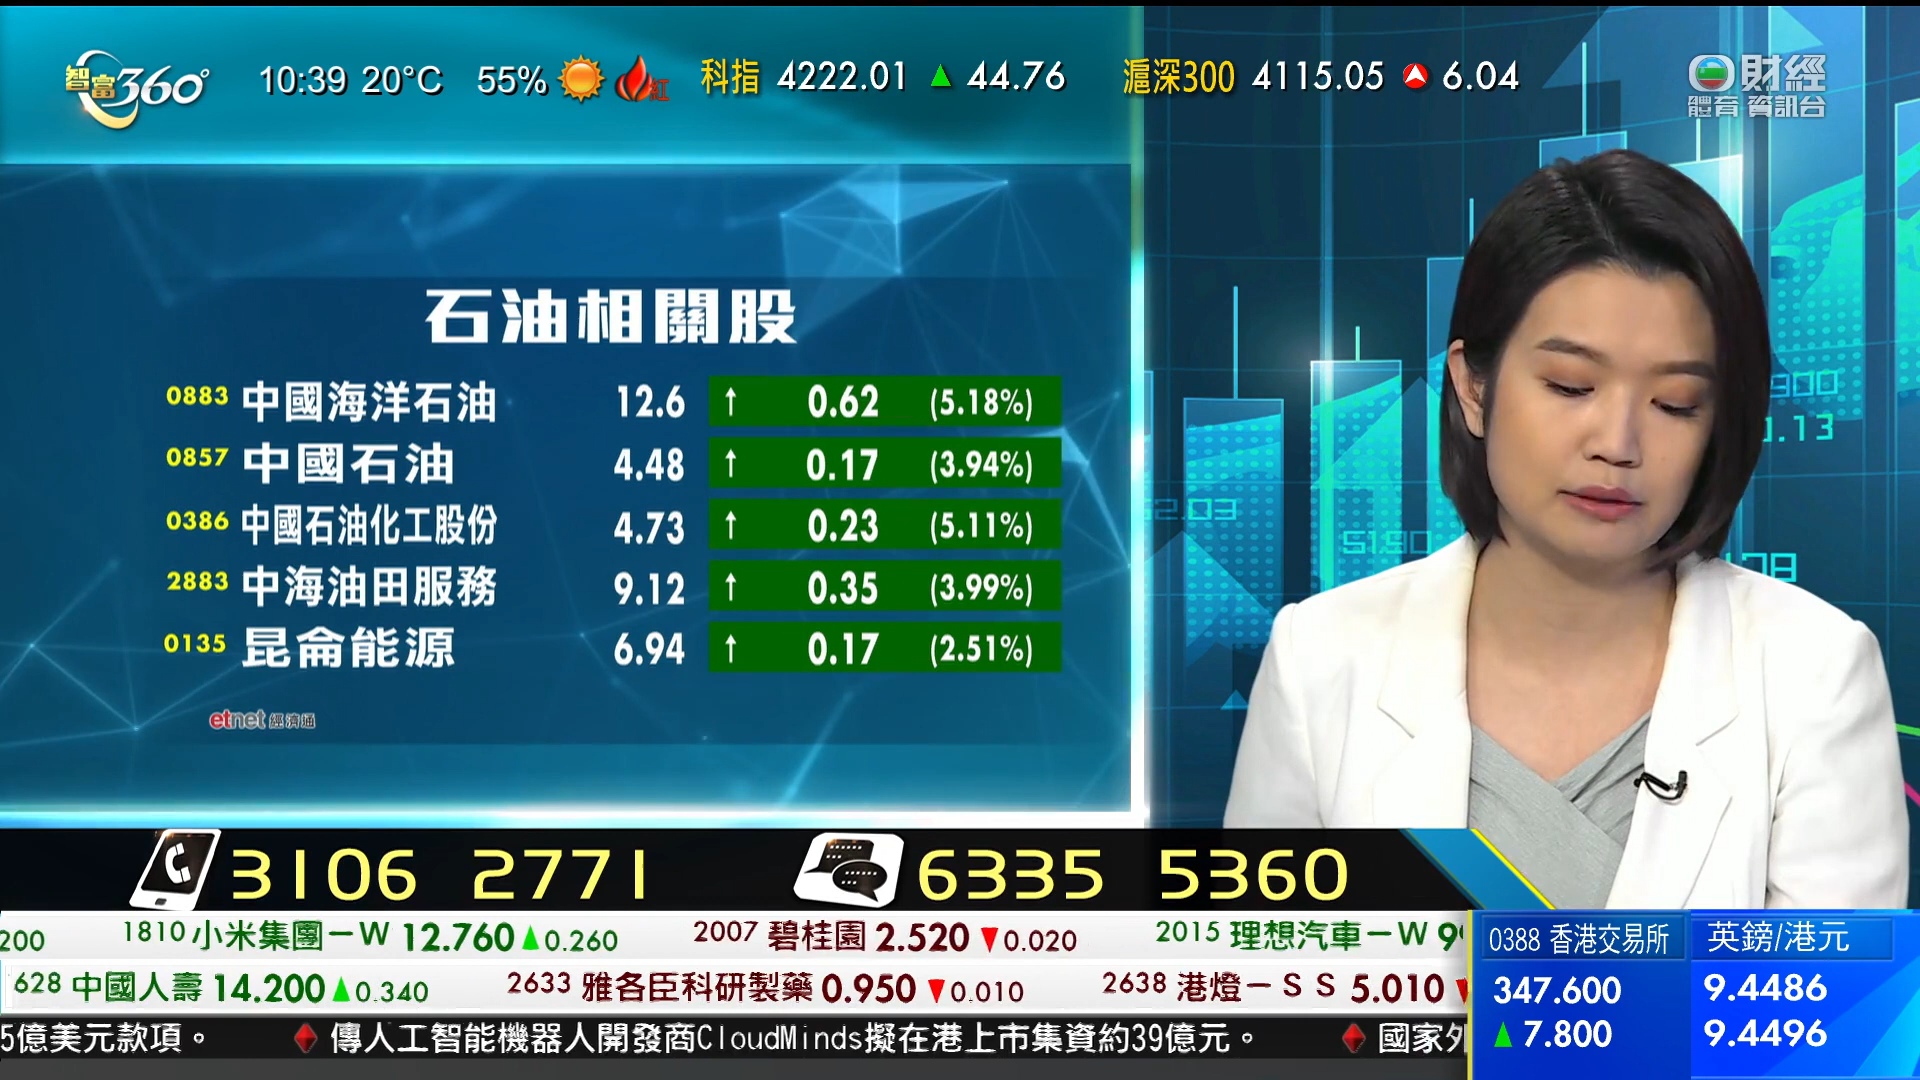 智富360°
10:39 20°C 55% 紅 科指 4222.01 ▲ 44.76 滬深300 4115.05 6.04
財經
體育 資訊台
石油相關股
0883 中國海洋石油 12.6 ↑ 0.62 (5.18%)
0857 中國石油 4.48 ↑ 0.17 (3.94%)
0386 中國石油化工股份 4.73 ↑ 0.23 (5.11%)
2883 中海油田服務 9.12 ↑ 0.35 (3.99%)
0135 昆侖能源 6.94 ↑ 0.17 (2.51%)
etnet 經濟通
3106 2771 6335 5360
200 1810 小米集團－W 12.760 ▲ 0.260 2007 碧桂園 2.520 ▼ 0.020 2015 理想汽車－W 9
628 中國人壽 14.200 ▲ 0.340 2633 雅各臣科研製藥 0.950 ▼ 0.010 2638 港燈－ＳＳ 5.010
5億美元款項。 傳人工智能機器人開發商CloudMinds擬在港上市集資約39億元。 國家外
0388 香港交易所
347.600
▲ 7.800
英鎊/港元
9.4486
9.4496
5190
2.03
300
1.13